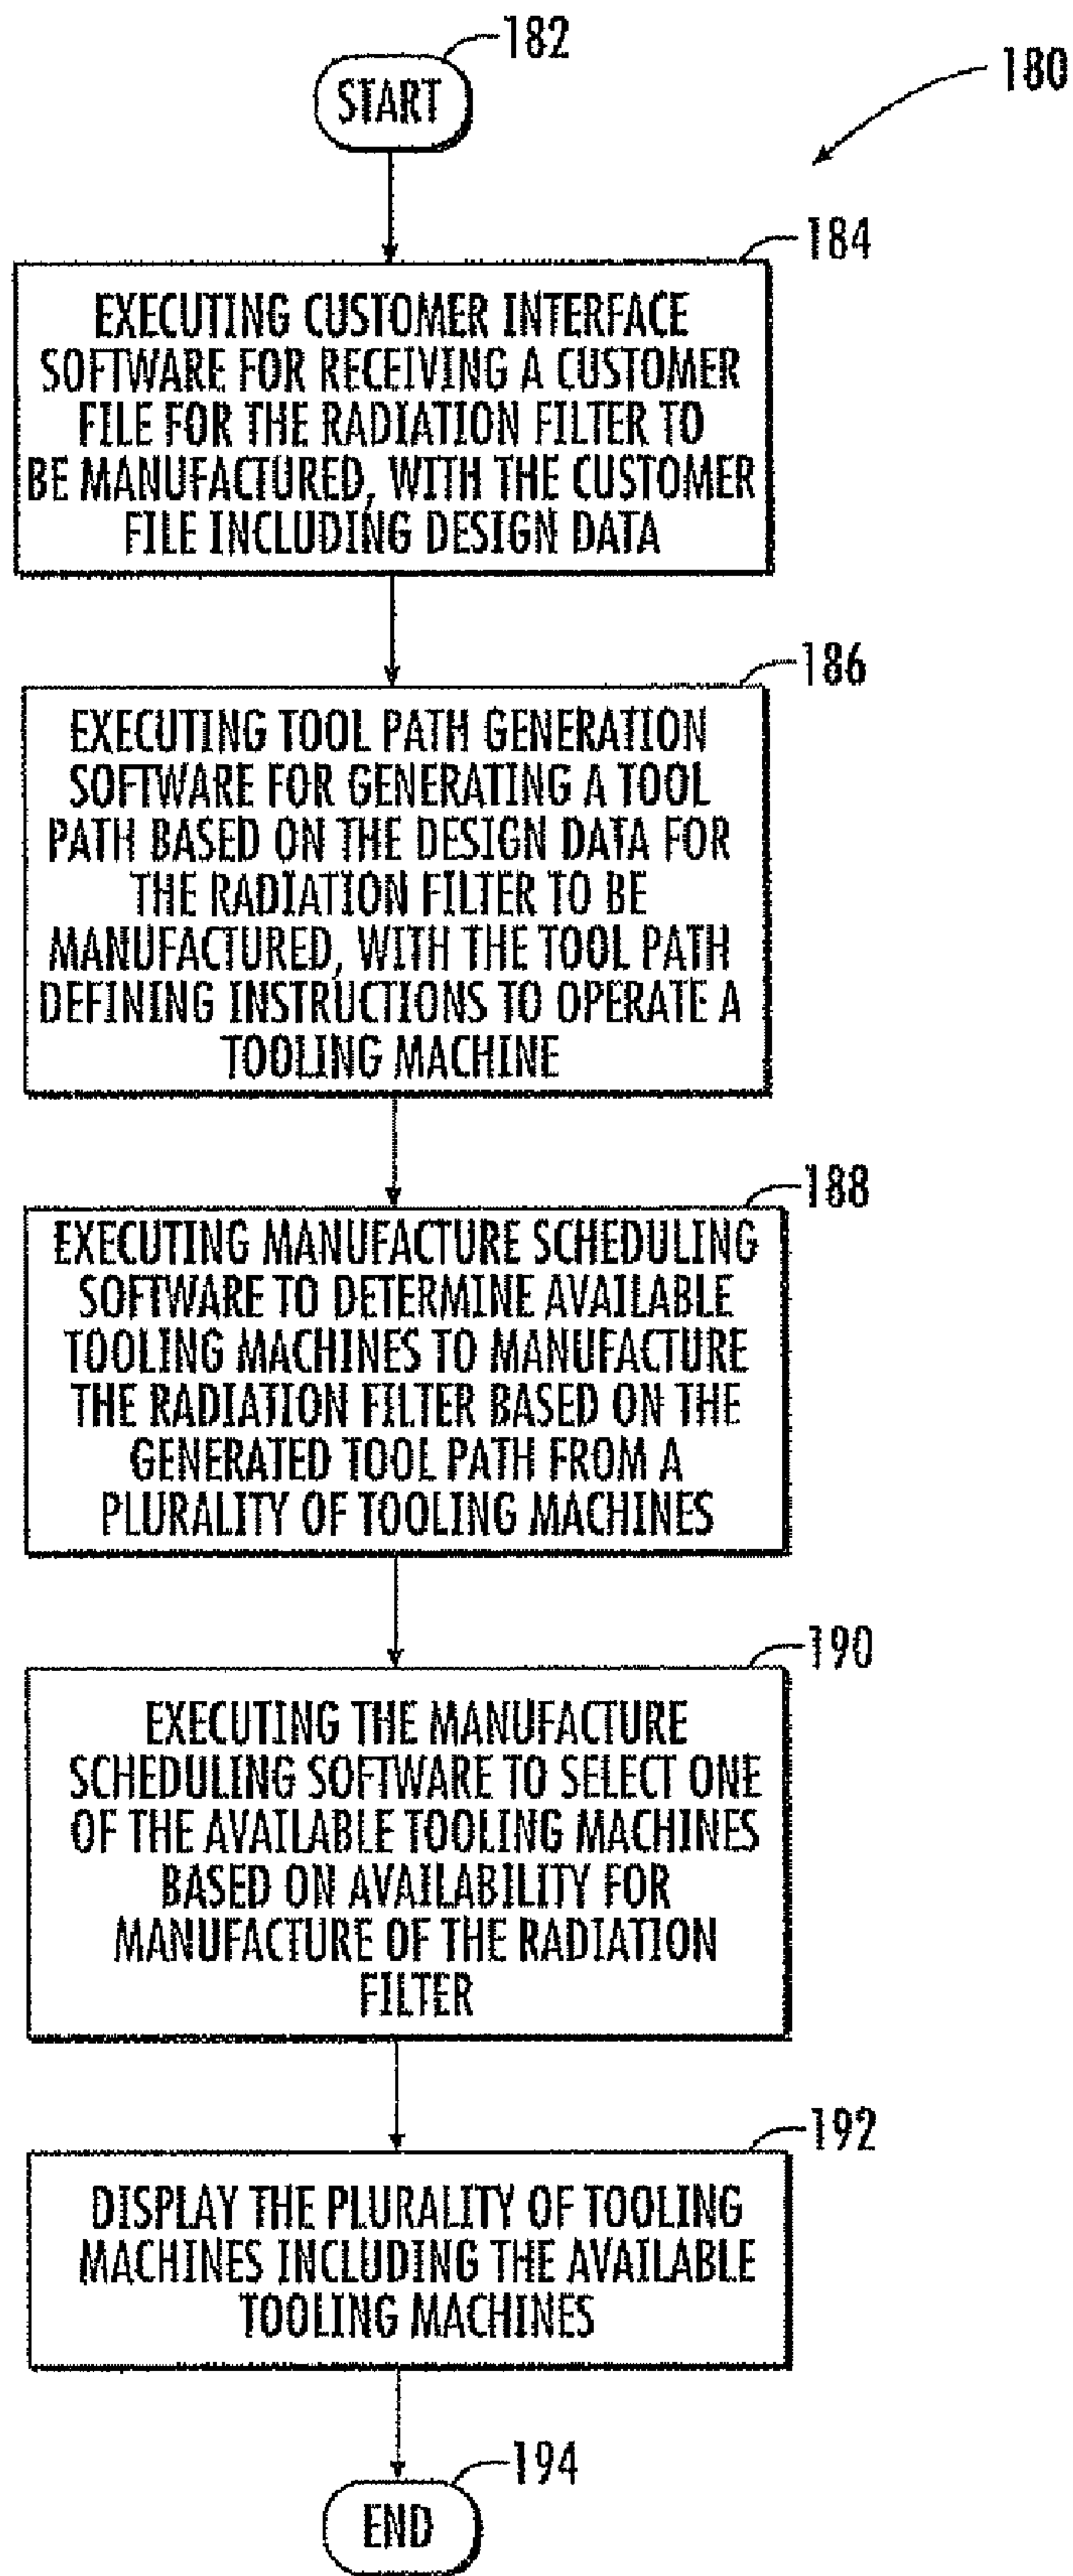 182
START
180
184
EXECUTING CUSTOMER INTERFACE
SOFTWARE FOR RECEIVING A CUSTOMER
FILE FOR THE RADIATION FILTER TO
BE MANUFACTURED, WITH THE CUSTOMER
FILE INCLUDING DESIGN DATA
186
EXECUTING TOOL PATH GENERATION
SOFTWARE FOR GENERATING A TOOL
PATH BASED ON THE DESIGN DATA FOR
THE RADIATION FILTER TO BE
MANUFACTURED, WITH THE TOOL PATH
DEFINING INSTRUCTIONS TO OPERATE A
TOOLING MACHINE
188
EXECUTING MANUFACTURE SCHEDULING
SOFTWARE TO DETERMINE AVAILABLE
TOOLING MACHINES TO MANUFACTURE
THE RADIATION FILTER BASED ON THE
GENERATED TOOL PATH FROM A
PLURALITY OF TOOLING MACHINES
190
EXECUTING THE MANUFACTURE
SCHEDULING SOFTWARE TO SELECT ONE
OF THE AVAILABLE TOOLING MACHINES
BASED ON AVAILABILITY FOR
MANUFACTURE OF THE RADIATION
FILTER
192
DISPLAY THE PLURALITY OF TOOLING
MACHINES INCLUDING THE AVAILABLE
TOOLING MACHINES
194
END